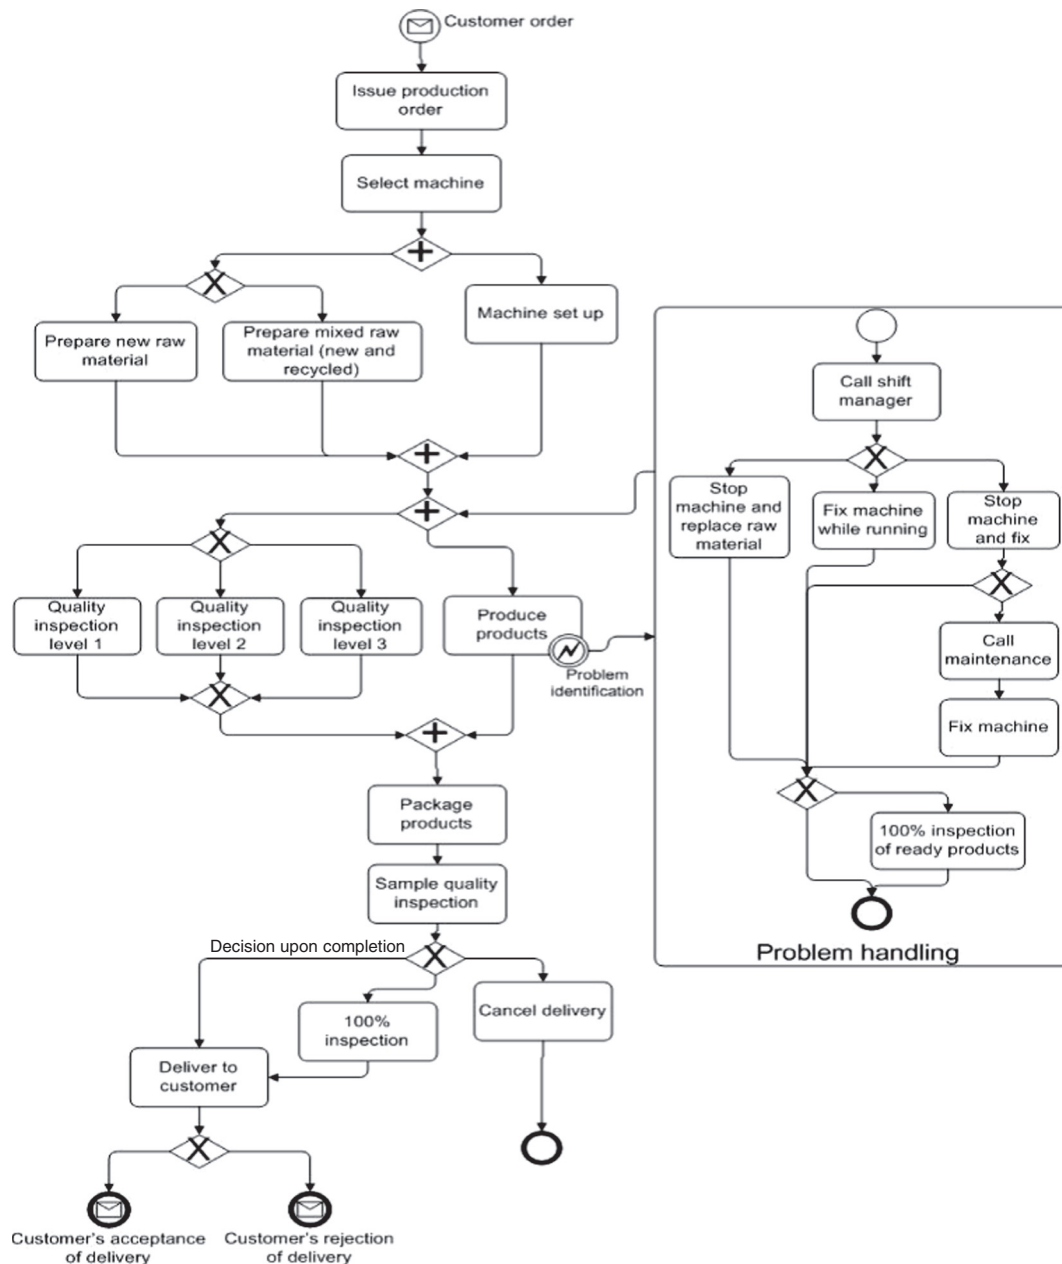 Customer order
Issue production
order
Select machine
Machine set up
Prepare new raw
material
Prepare mixed raw
material (new and
recycled)
Call shift
manager
Stop
machine and
replace raw
material
Fix machine
while running
Stop
machine
and fix
Quality
inspection
level 1
Quality
inspection
level 2
Quality
inspection
level 3
Produce
products
Problem
identification
Call
maintenance
Fix machine
Package
products
100% inspection
of ready products
Sample quality
inspection
Problem handling
Decision upon completion
100%
inspection
Cancel delivery
Deliver to
customer
Customer’s acceptance
of delivery
Customer’s rejection
of delivery